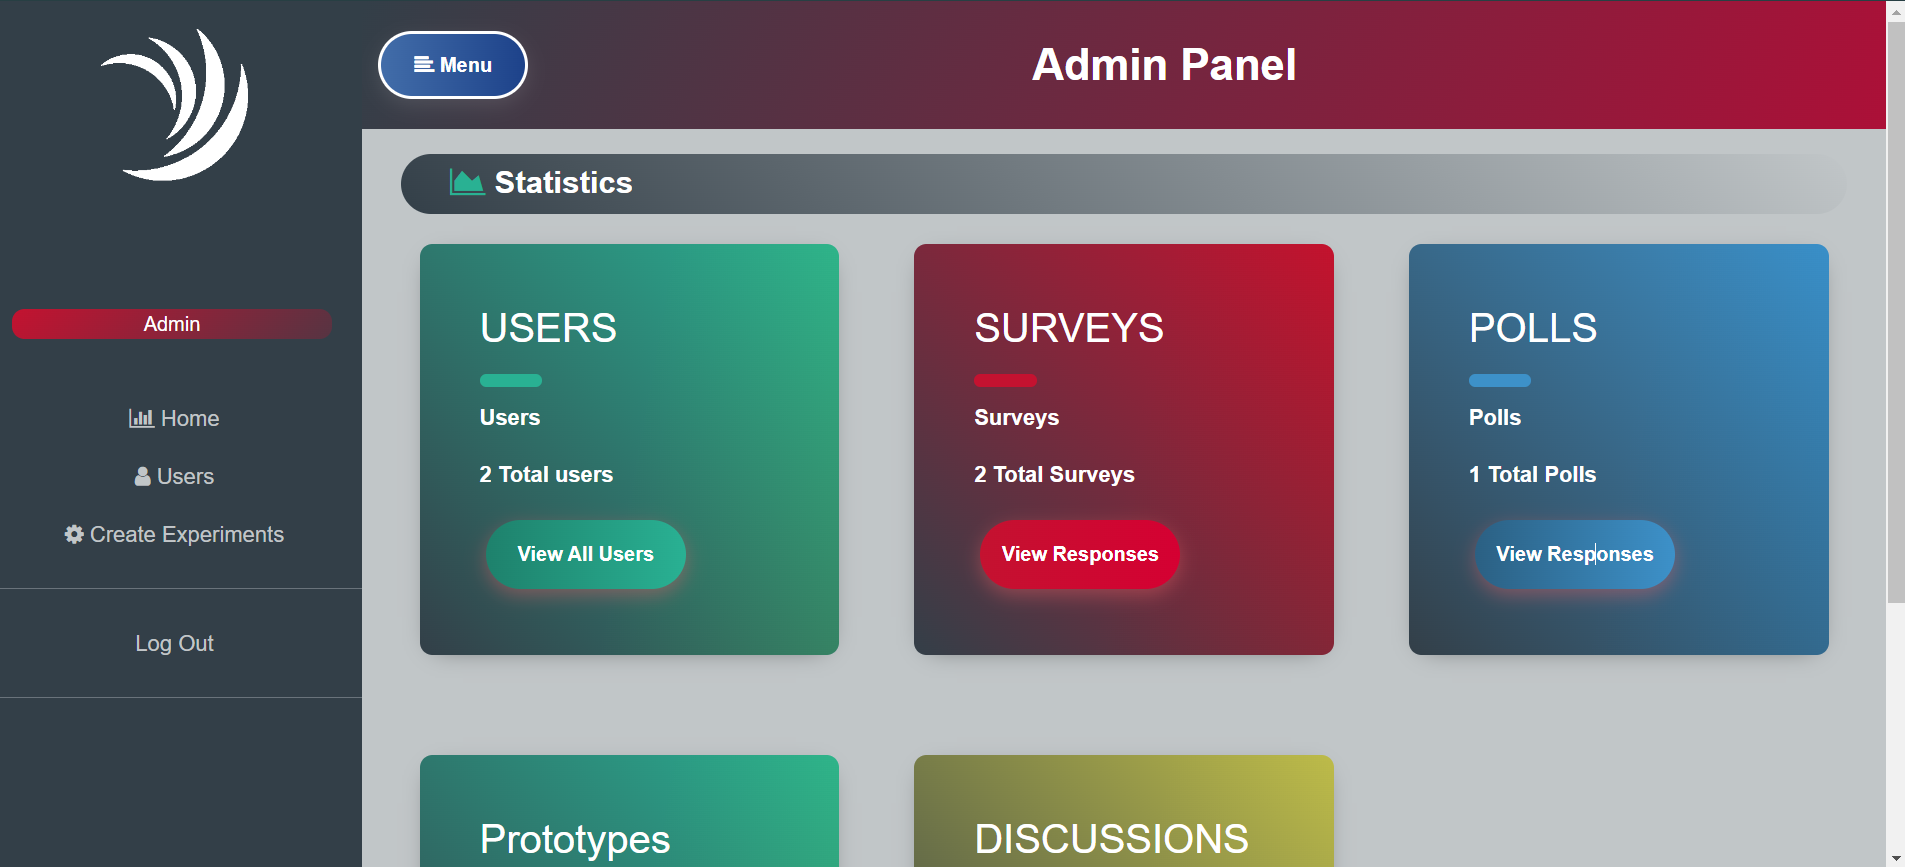 Menu
Admin Panel
Statistics
Admin
Home
Users
Create Experiments
Log Out
USERS
Users
2 Total users
View All Users
SURVEYS
Surveys
2 Total Surveys
View Responses
POLLS
Polls
1 Total Polls
View Responses
Prototypes
DISCUSSIONS